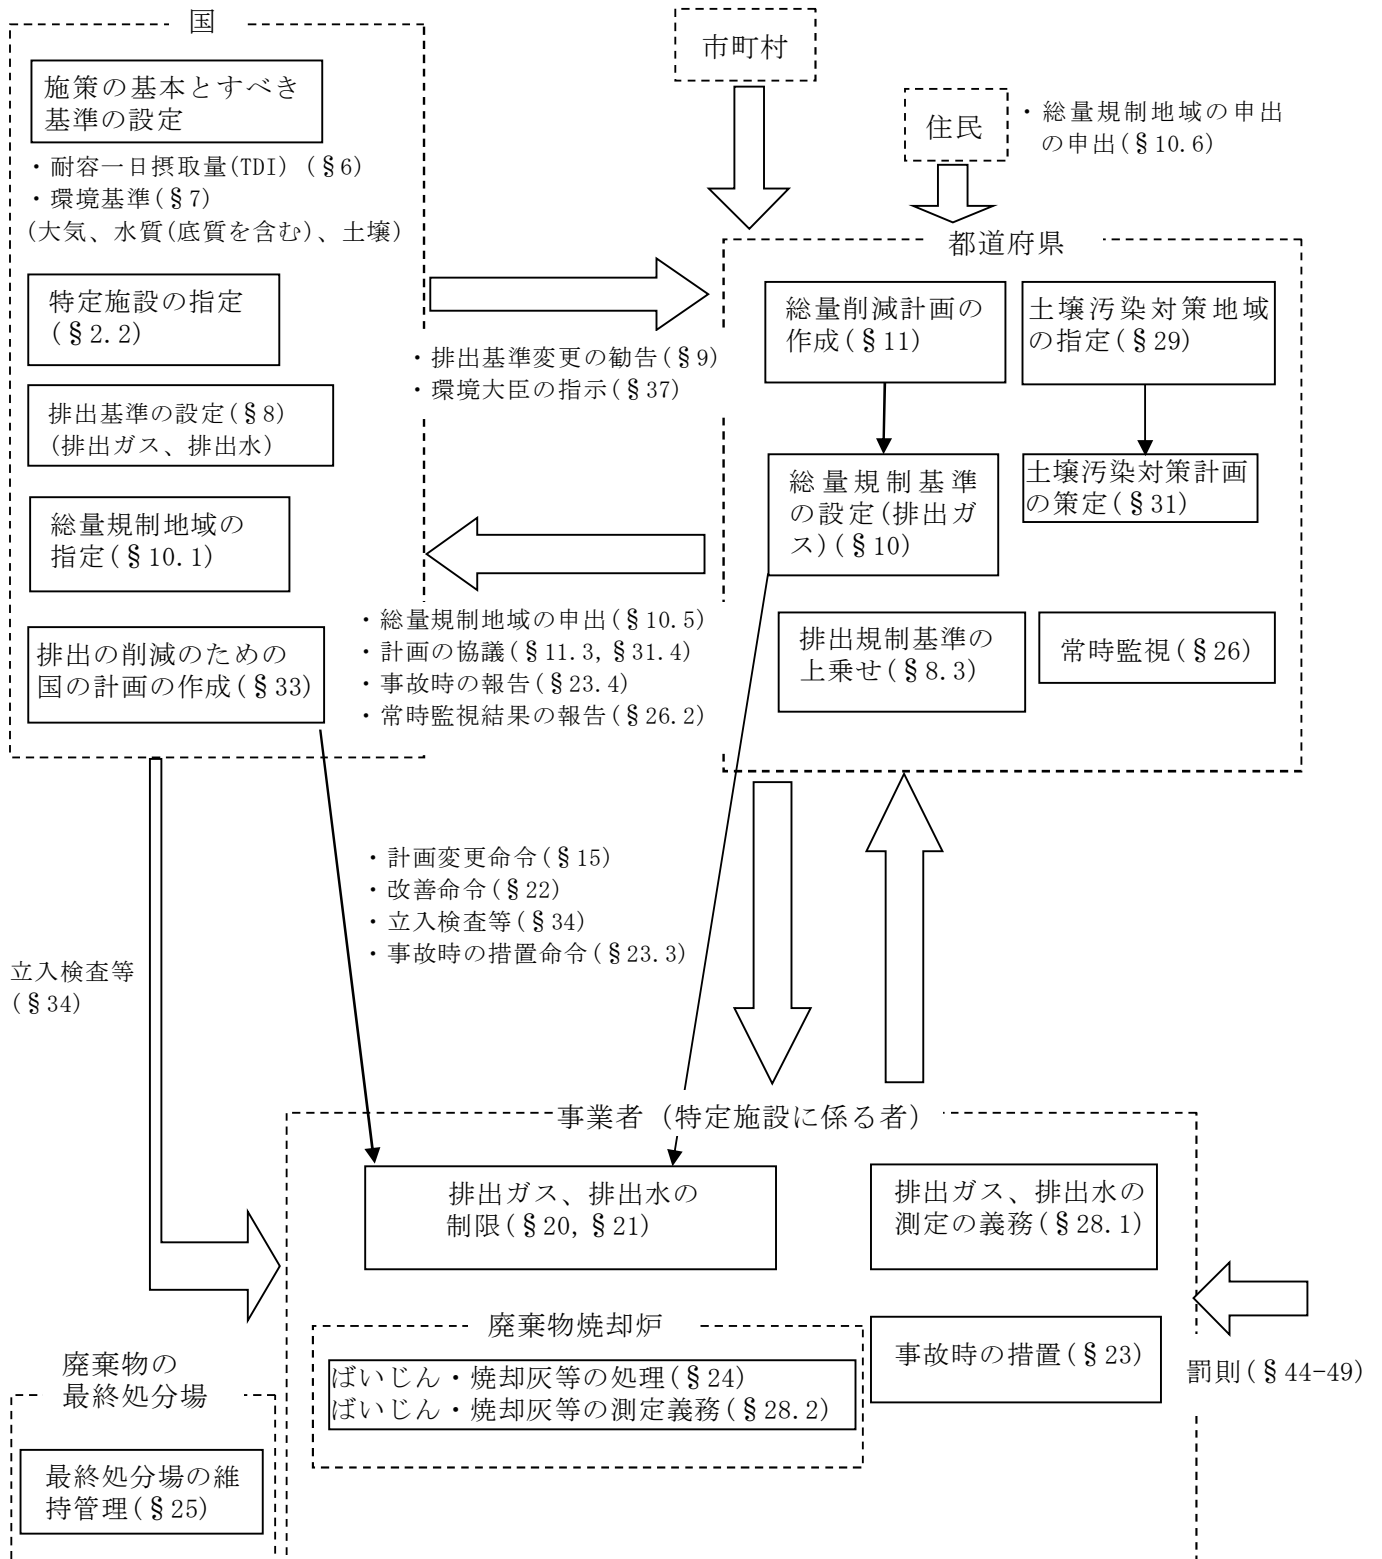 国
施策の基本とすべき
基準の設定
・耐容一日摂取量(TDI) (§6)
・環境基準(§7)
(大気、水質(底質を含む)、土壌)
特定施設の指定
(§2.2)
排出基準の設定(§8)
(排出ガス、排出水)
総量規制地域の
指定(§10.1)
排出の削減のための
国の計画の作成(§33)
市町村
住民
・総量規制地域の申出
の申出(§10.6)
・排出基準変更の勧告(§9)
・環境大臣の指示(§37)
都道府県
総量削減計画の
作成(§11)
土壌汚染対策地域
の指定(§29)
総量規制基準
の設定(排出ガ
ス)(§10)
土壌汚染対策計画
の策定(§31)
排出規制基準の
上乗せ(§8.3)
常時監視(§26)
・総量規制地域の申出(§10.5)
・計画の協議(§11.3, §31.4)
・事故時の報告(§23.4)
・常時監視結果の報告(§26.2)
・計画変更命令(§15)
・改善命令(§22)
・立入検査等(§34)
・事故時の措置命令(§23.3)
立入検査等
(§34)
事業者（特定施設に係る者）
排出ガス、排出水の
制限(§20, §21)
排出ガス、排出水の
測定の義務(§28.1)
廃棄物焼却炉
ばいじん・焼却灰等の処理(§24)
ばいじん・焼却灰等の測定義務(§28.2)
事故時の措置(§23)
罰則(§44-49)
廃棄物の
最終処分場
最終処分場の維
持管理(§25)